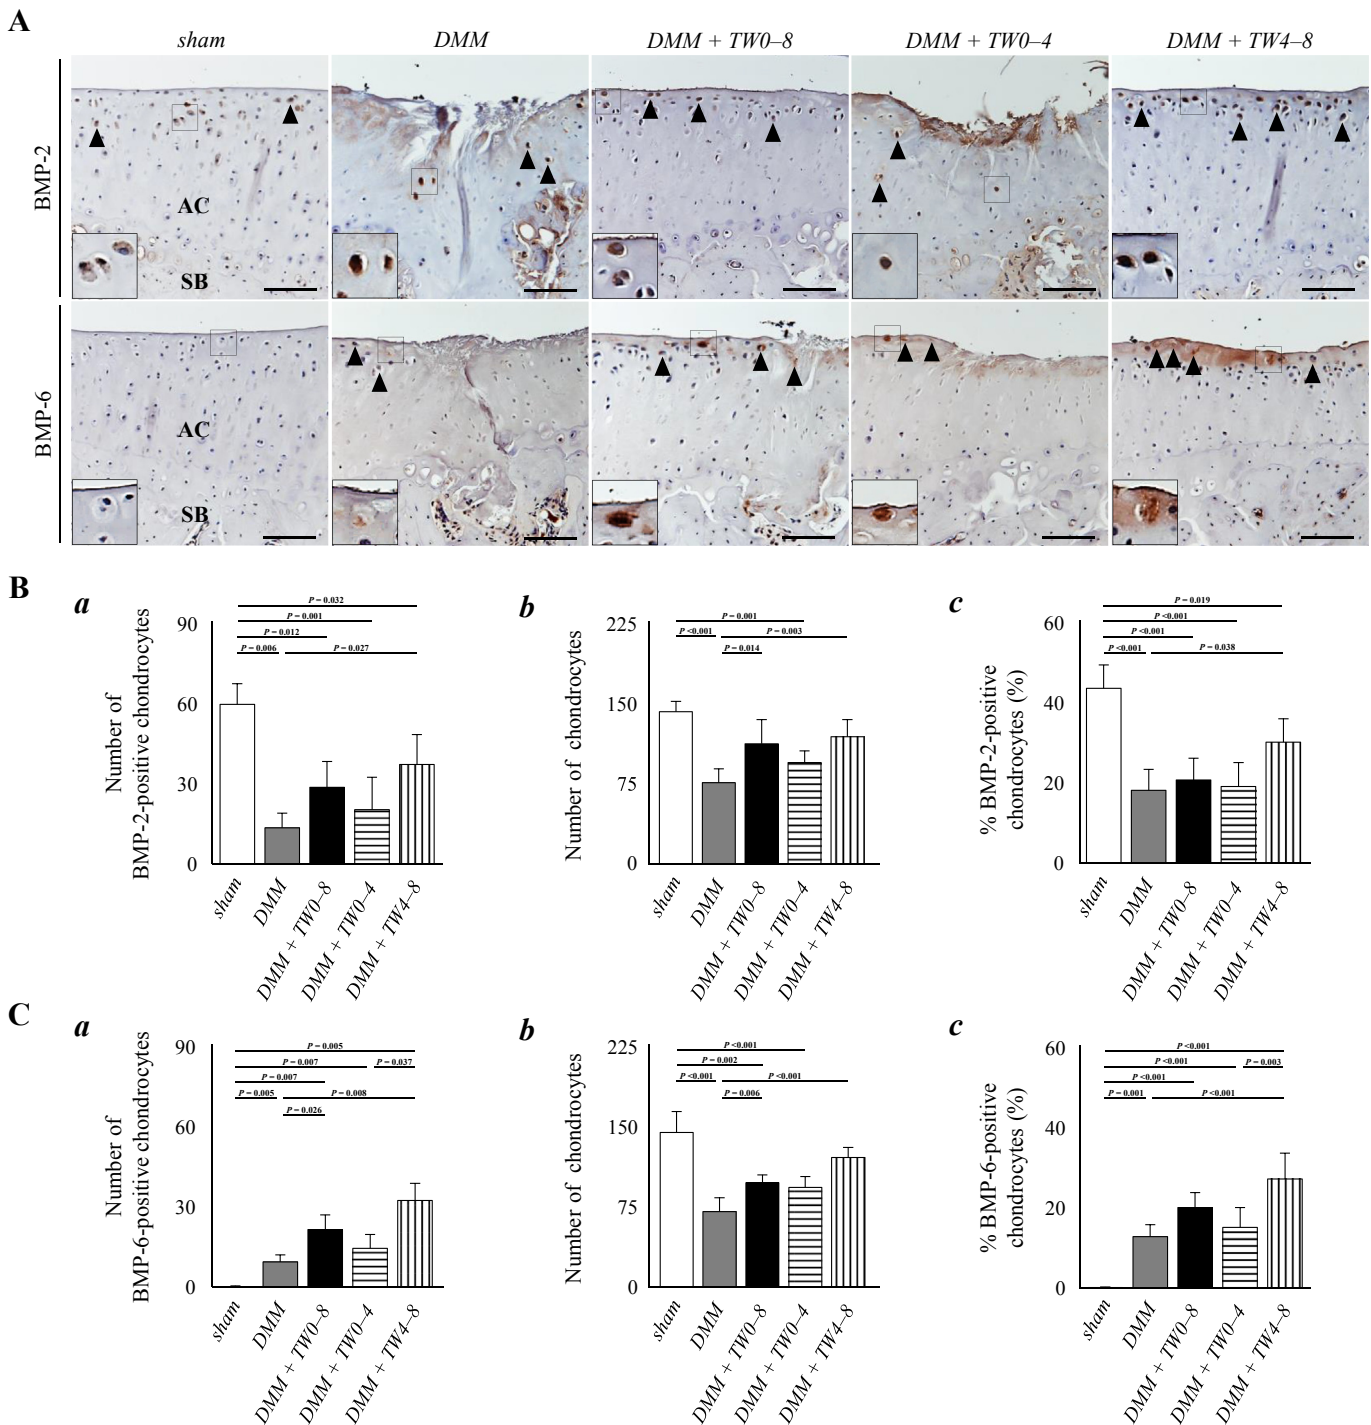 A
sham
DMM
DMM + TW0–8
DMM + TW0–4
DMM + TW4–8
BMP-2
AC
SB
BMP-6
AC
SB
B
a
Number of
BMP-2-positive chondrocytes
90
60
30
0
P = 0.032
P = 0.001
P = 0.012
P = 0.006
P = 0.027
sham
DMM
DMM + TW0–8
DMM + TW0–4
DMM + TW4–8
b
Number of chondrocytes
225
150
75
0
P = 0.001
P <0.001
P = 0.003
P = 0.014
sham
DMM
DMM + TW0–8
DMM + TW0–4
DMM + TW4–8
c
% BMP-2-positive
chondrocytes (%)
60
40
20
0
P = 0.019
P <0.001
P <0.001
P <0.001
P = 0.038
sham
DMM
DMM + TW0–8
DMM + TW0–4
DMM + TW4–8
C
a
Number of
BMP-6-positive chondrocytes
90
60
30
0
P = 0.005
P = 0.007
P = 0.037
P = 0.007
P = 0.005
P = 0.008
P = 0.026
sham
DMM
DMM + TW0–8
DMM + TW0–4
DMM + TW4–8
b
Number of chondrocytes
225
150
75
0
P <0.001
P = 0.002
P <0.001
P <0.001
P = 0.006
sham
DMM
DMM + TW0–8
DMM + TW0–4
DMM + TW4–8
c
% BMP-6-positive
chondrocytes (%)
60
40
20
0
P <0.001
P <0.001
P = 0.003
P <0.001
P = 0.001
P <0.001
sham
DMM
DMM + TW0–8
DMM + TW0–4
DMM + TW4–8